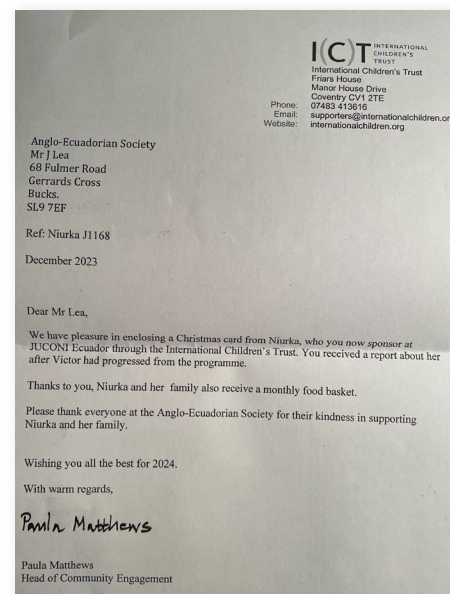 I(C)T INTERNATIONAL
CHILDREN'S
TRUST
International Children's Trust
Friars House
Manor House Drive
Coventry CV1 2TE
Phone: 07483 413616
Email: supporters@internationalchildren.or
Website: internationalchildren.org
Anglo-Ecuadorian Society
Mr J Lea
68 Fulmer Road
Gerrards Cross
Bucks.
SL9 7EF
Ref: Niurka J1168
December 2023
Dear Mr Lea,
We have pleasure in enclosing a Christmas card from Niurka, who you now sponsor at
JUCONI Ecuador through the International Children's Trust. You received a report about her
after Victor had progressed from the programme.
Thanks to you, Niurka and her family also receive a monthly food basket.
Please thank everyone at the Anglo-Ecuadorian Society for their kindness in supporting
Niurka and her family.
Wishing you all the best for 2024.
With warm regards,
Paula Matthews
Paula Matthews
Head of Community Engagement